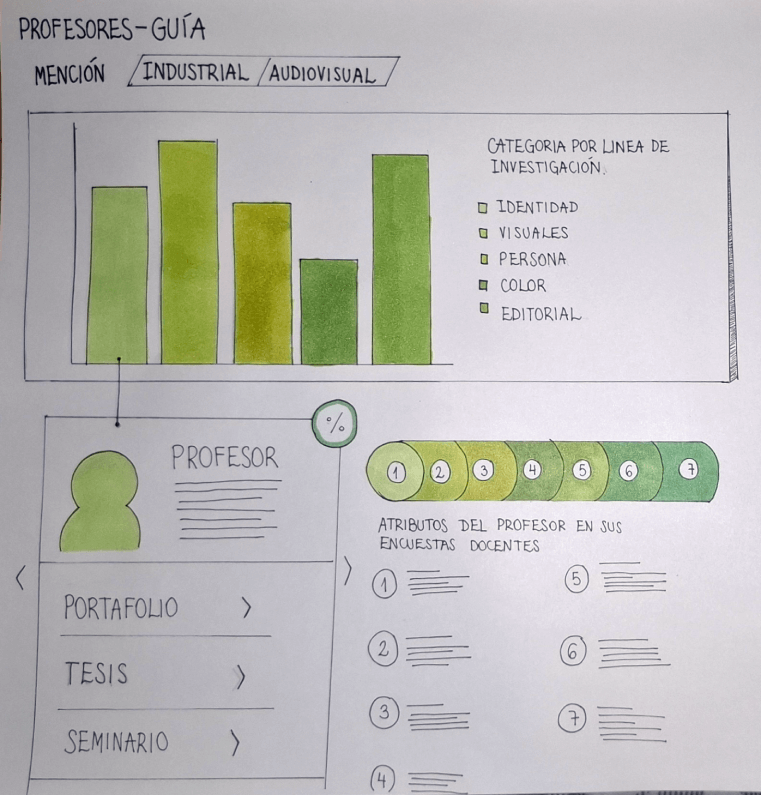 PROFESORES-GUÍA
MENCIÓN INDUSTRIAL AUDIOVISUAL
CATEGORIA POR LINEA DE
INVESTIGACIÓN.
IDENTIDAD
VISUALES
PERSONA
COLOR
EDITORIAL
%
PROFESOR
PORTAFOLIO >
TESIS >
SEMINARIO >
< >
1 2 3 4 5 6 7
ATRIBUTOS DEL PROFESOR EN SUS
ENCUESTAS DOCENTES
1
2
3
4
5
6
7